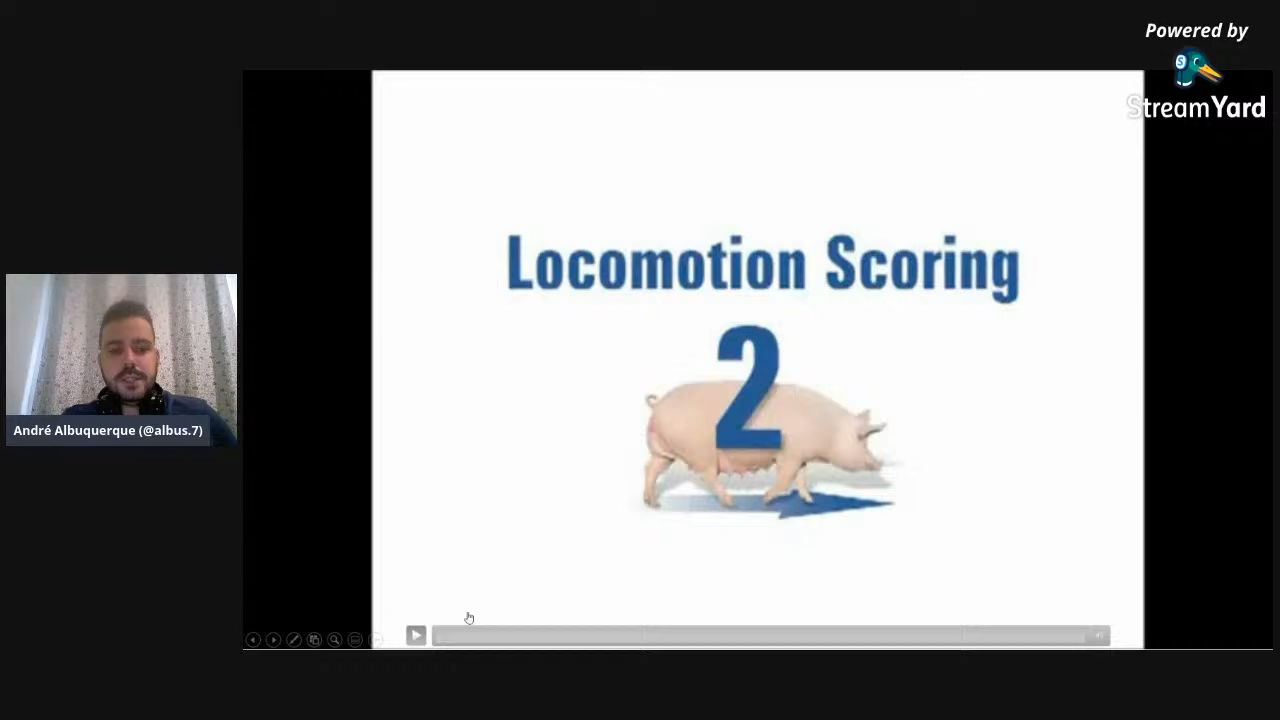 Powered by
StreamYard
Locomotion Scoring
2
André Albuquerque (@albus.7)